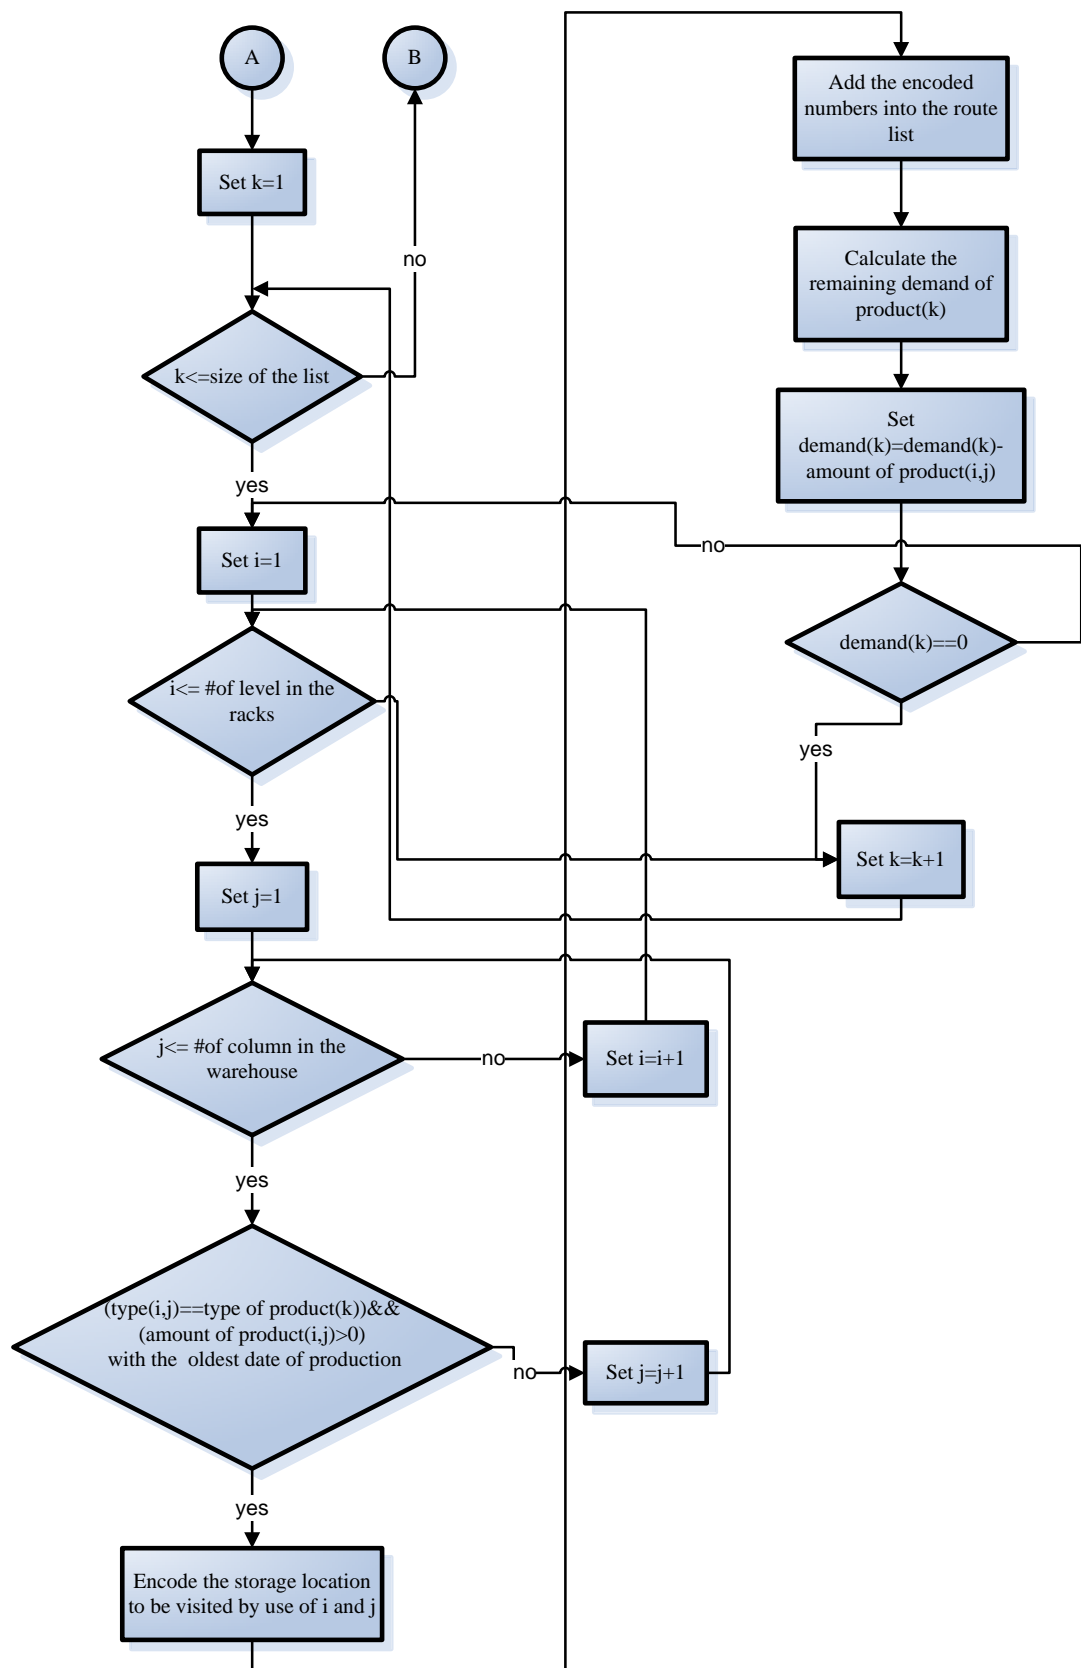 A
B
Set k=1
no
k<=size of the list
yes
Set i=1
i<= #of level in the
racks
yes
Set j=1
j<= #of column in the
warehouse
no
Set i=i+1
yes
(type(i,j)==type of product(k))&&
(amount of product(i,j)>0)
with the oldest date of production
no
Set j=j+1
yes
Encode the storage location
to be visited by use of i and j
Add the encoded
numbers into the route
list
Calculate the
remaining demand of
product(k)
Set
demand(k)=demand(k)-
amount of product(i,j)
no
demand(k)==0
yes
Set k=k+1